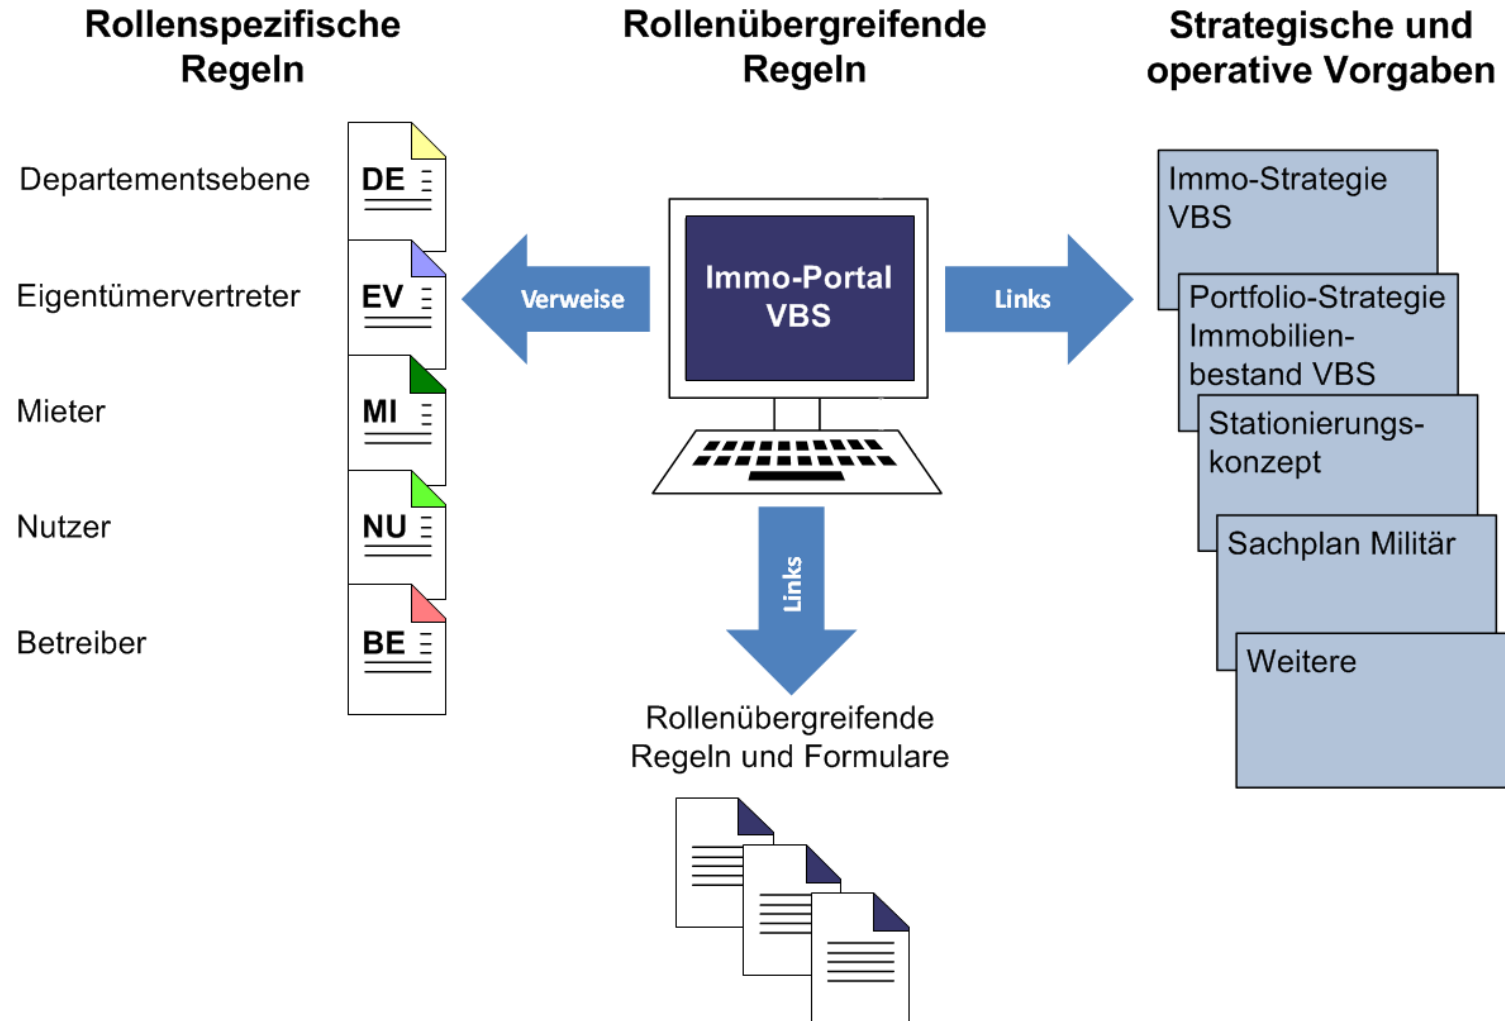 Rollenspezifische
Regeln
Rollenübergreifende
Regeln
Strategische und
operative Vorgaben
Departementsebene
DE
Eigentümervertreter
EV
Mieter
MI
Nutzer
NU
Betreiber
BE
Verweise
Immo-Portal
VBS
Links
Links
Rollenübergreifende
Regeln und Formulare
Immo-Strategie
VBS
Portfolio-Strategie
Immobilien-
bestand VBS
Stationierungs-
konzept
Sachplan Militär
Weitere